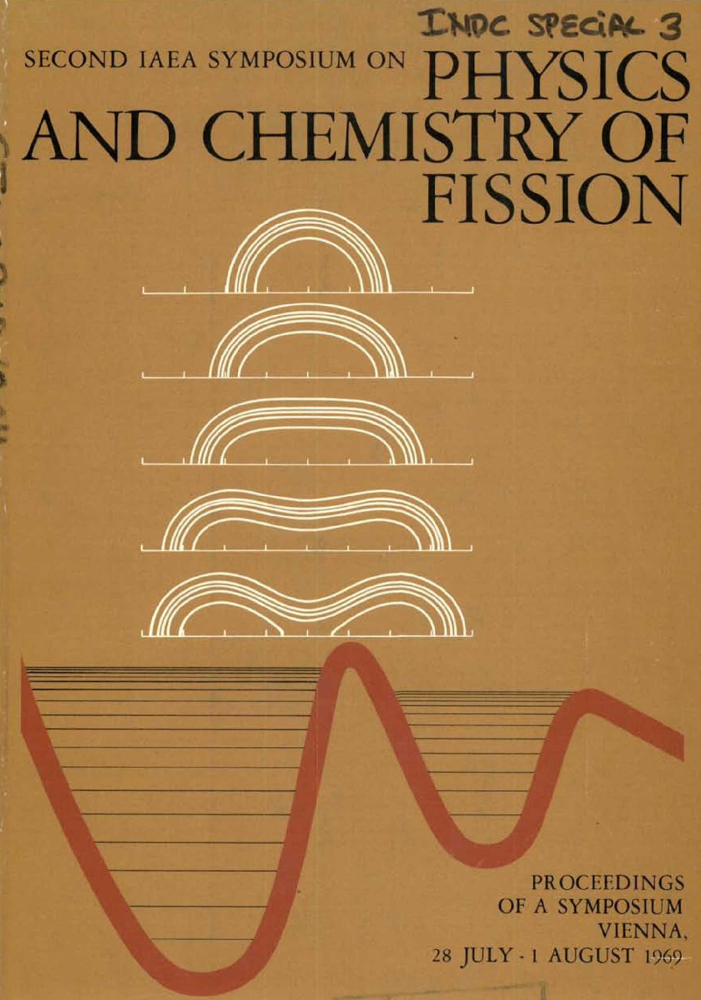 INDC SPECiAL 3
SECOND IAEA SYMPOSIUM ON PHYSICS
AND CHEMISTRY OF
FISSION
PROCEEDINGS
OF A SYMPOSIUM
VIENNA,
28 JULY - 1 AUGUST 1969